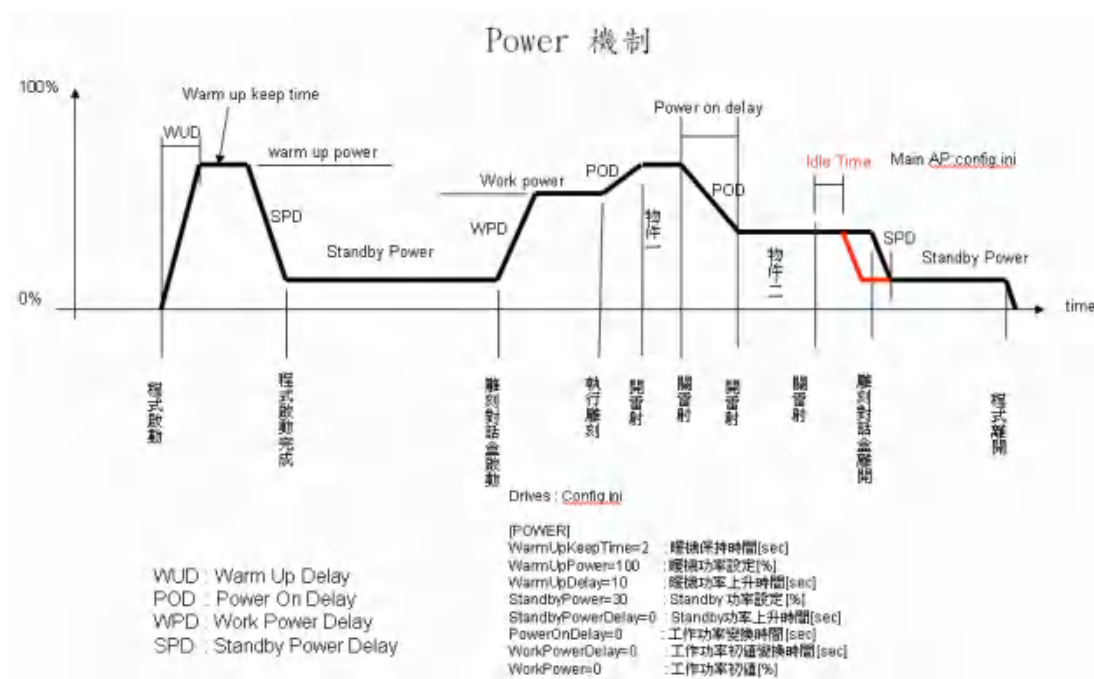 Power 機制
100%
Warm up keep time
WUD
warm up power
SPD
Standby Power
0%
Work power
WPD
POD
Power on delay
POD
物件一
物件二
Idle Time
Main AP:config.ini
SPD
Standby Power
time
程式啟動
程式啟動完成
雕刻對話盒啟動
執行雕刻
開雷射
關雷射
開雷射
關雷射
雕刻對話盒離開
程式離開
Drives : Config.ini
[POWER]
WarmUpKeepTime=2 : 暖機保持時間[sec]
WarmUpPower=100 : 暖機功率設定[%]
WarmUpDelay=10 : 暖機功率上升時間[sec]
StandbyPower=30 : Standby 功率設定[%]
StandbyPowerDelay=0 : Standby功率上升時間[sec]
PowerOnDelay=0 : 工作功率變換時間[sec]
WorkPowerDelay=0 : 工作功率初值變換時間[sec]
WorkPower=0 : 工作功率初值[%]
WUD : Warm Up Delay
POD : Power On Delay
WPD : Work Power Delay
SPD : Standby Power Delay